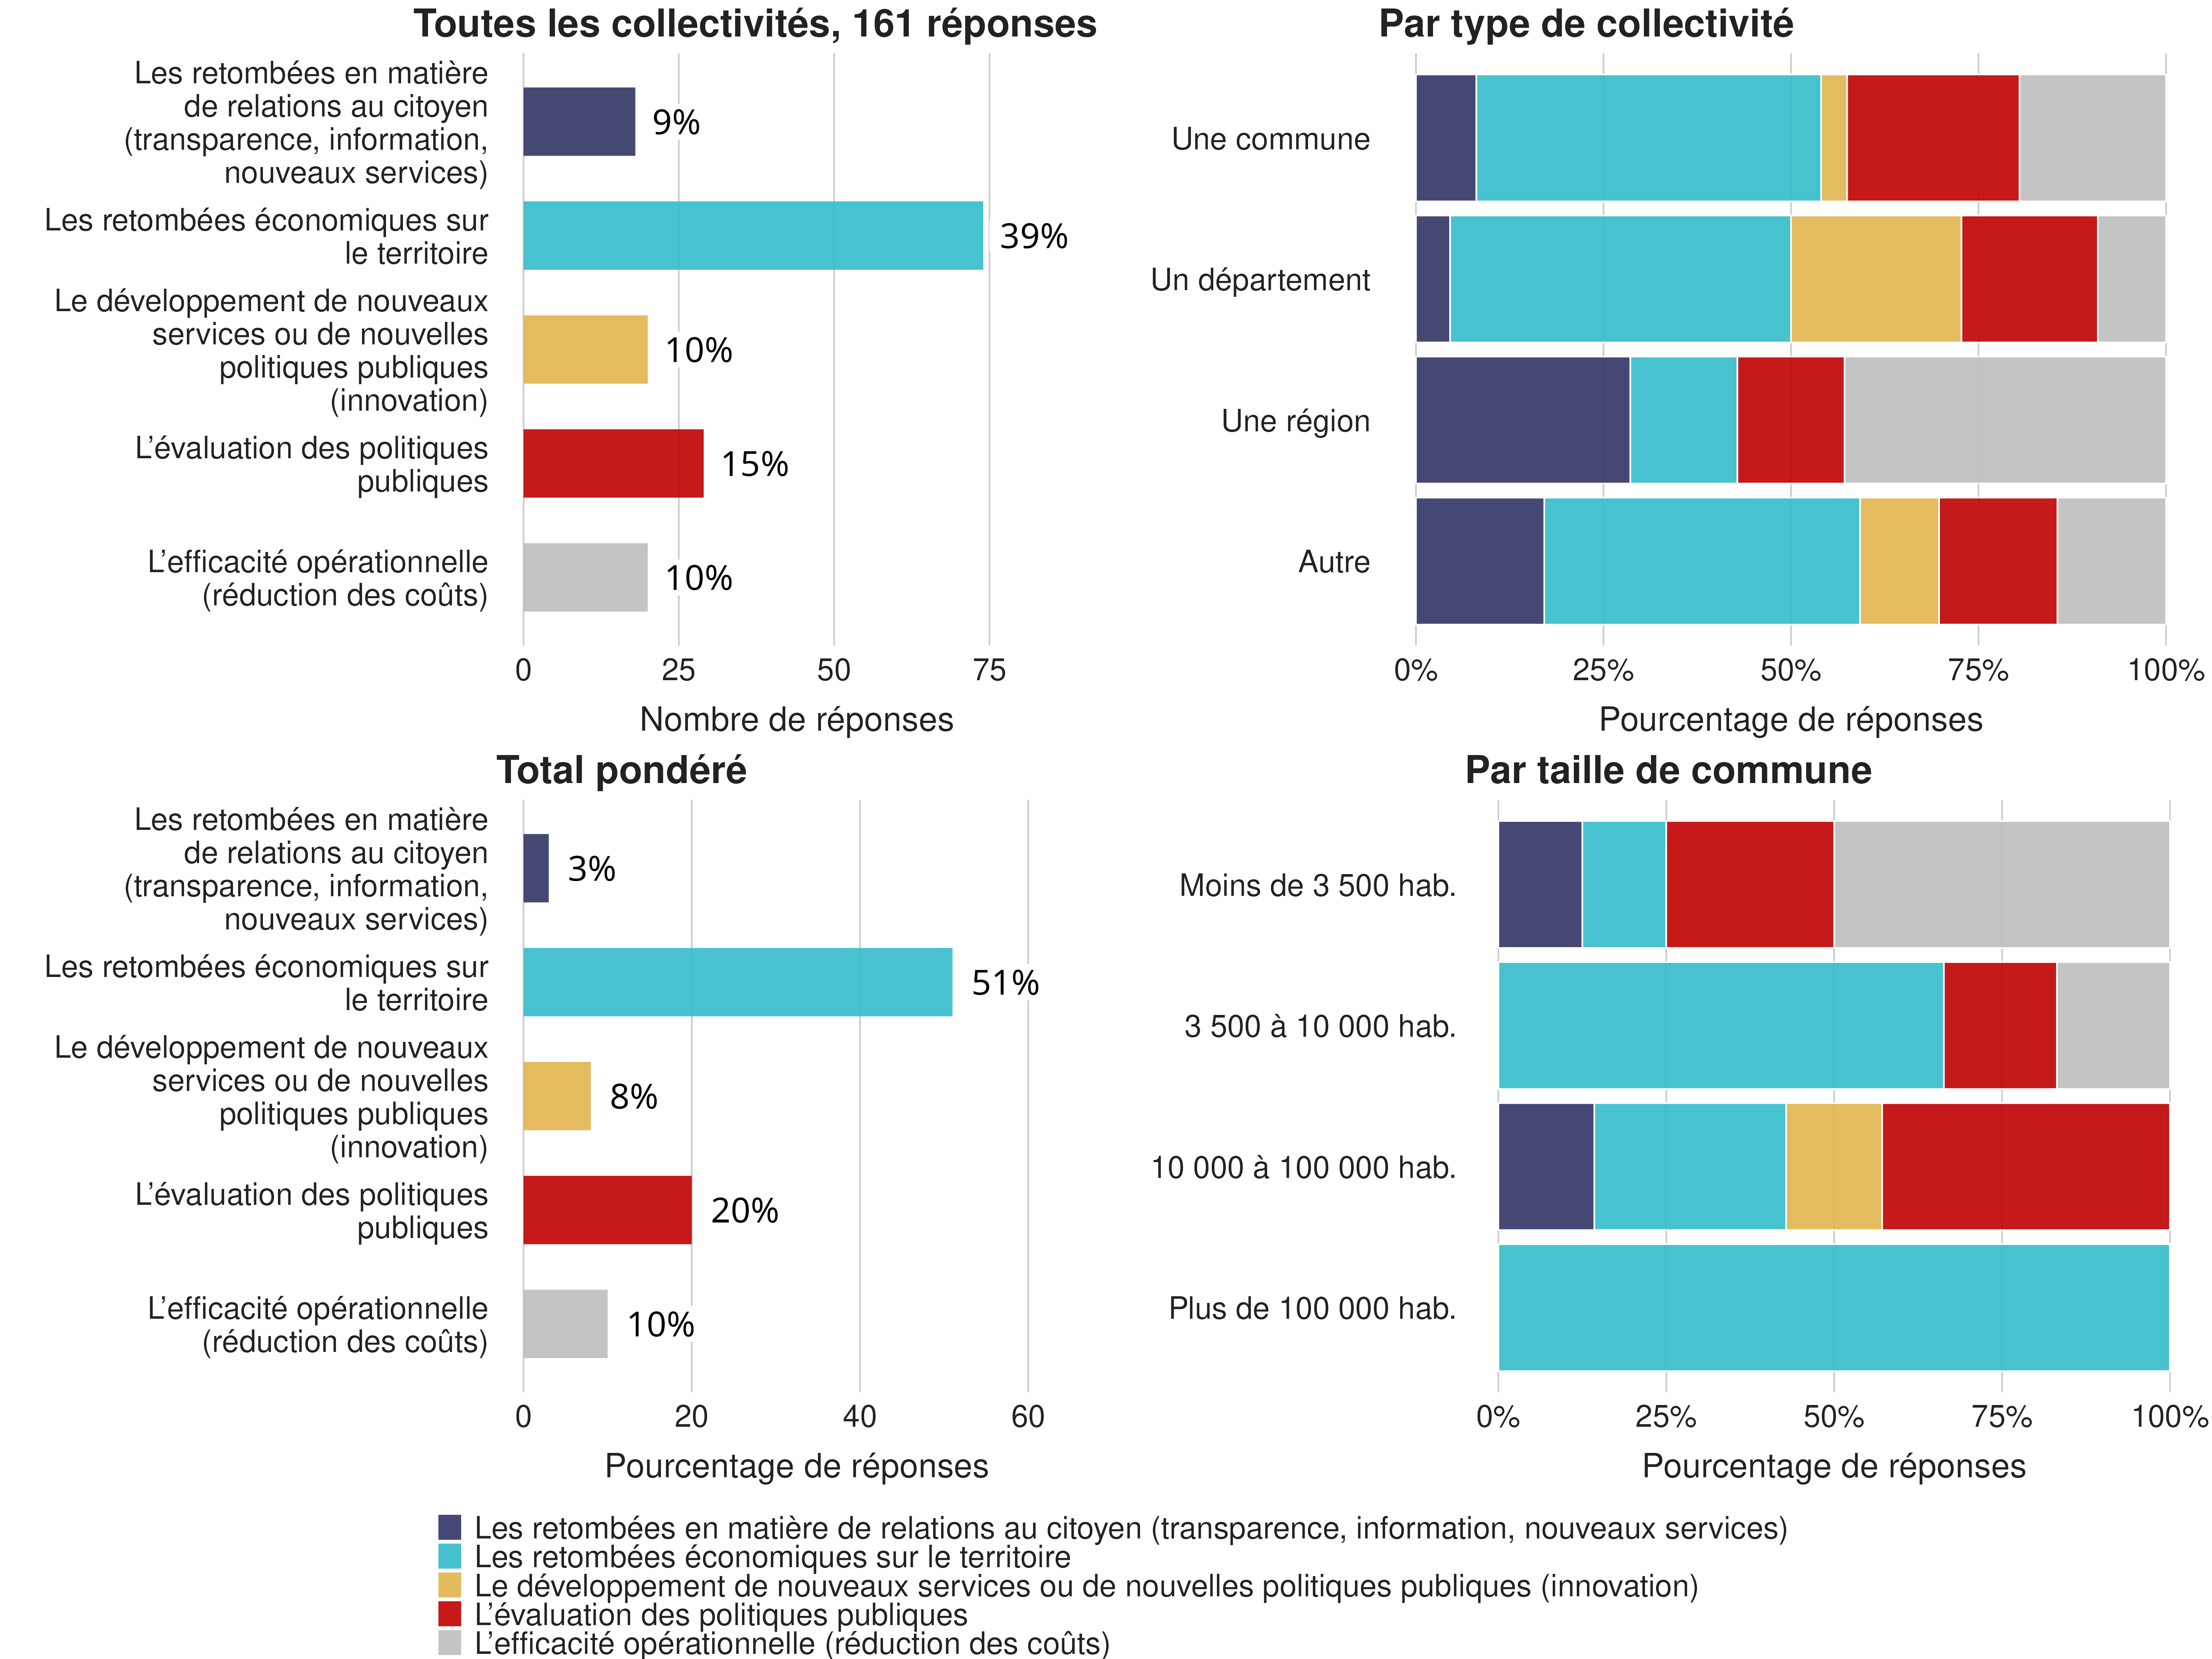 Toutes les collectivités, 161 réponses
Les retombées en matière
de relations au citoyen
(transparence, information,
nouveaux services)
9%
Les retombées économiques sur
le territoire
39%
Le développement de nouveaux
services ou de nouvelles
politiques publiques
(innovation)
10%
L’évaluation des politiques
publiques
15%
L’efficacité opérationnelle
(réduction des coûts)
10%
0 25 50 75
Nombre de réponses
Par type de collectivité
Une commune
Un département
Une région
Autre
0% 25% 50% 75% 100%
Pourcentage de réponses
Total pondéré
Les retombées en matière
de relations au citoyen
(transparence, information,
nouveaux services)
3%
Les retombées économiques sur
le territoire
51%
Le développement de nouveaux
services ou de nouvelles
politiques publiques
(innovation)
8%
L’évaluation des politiques
publiques
20%
L’efficacité opérationnelle
(réduction des coûts)
10%
0 20 40 60
Pourcentage de réponses
Par taille de commune
Moins de 3 500 hab.
3 500 à 10 000 hab.
10 000 à 100 000 hab.
Plus de 100 000 hab.
0% 25% 50% 75% 100%
Pourcentage de réponses
Les retombées en matière de relations au citoyen (transparence, information, nouveaux services)
Les retombées économiques sur le territoire
Le développement de nouveaux services ou de nouvelles politiques publiques (innovation)
L’évaluation des politiques publiques
L’efficacité opérationnelle (réduction des coûts)